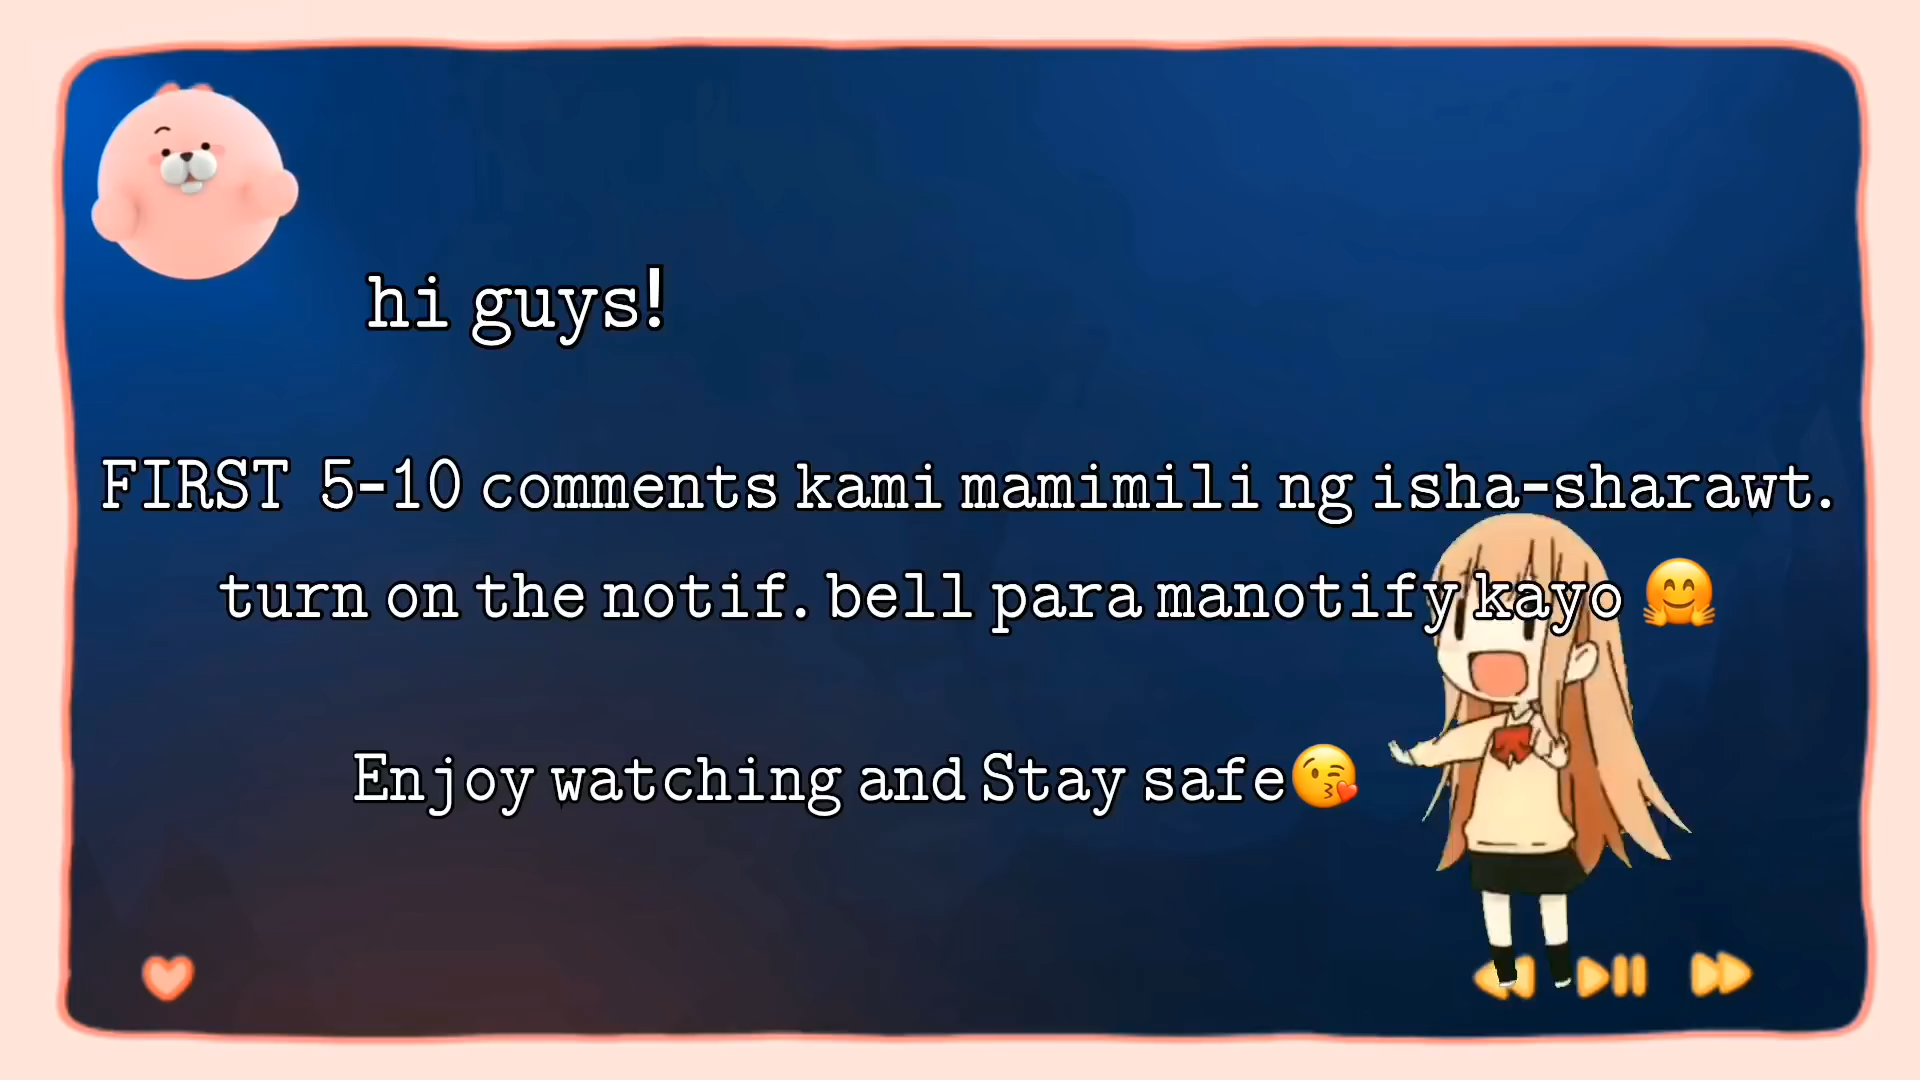 hi guys!
FIRST 5-10 comments kami mamimili ng isha-sharawt.
turn on the notif. bell para manotify kayo 🤗
Enjoy watching and Stay safe😘